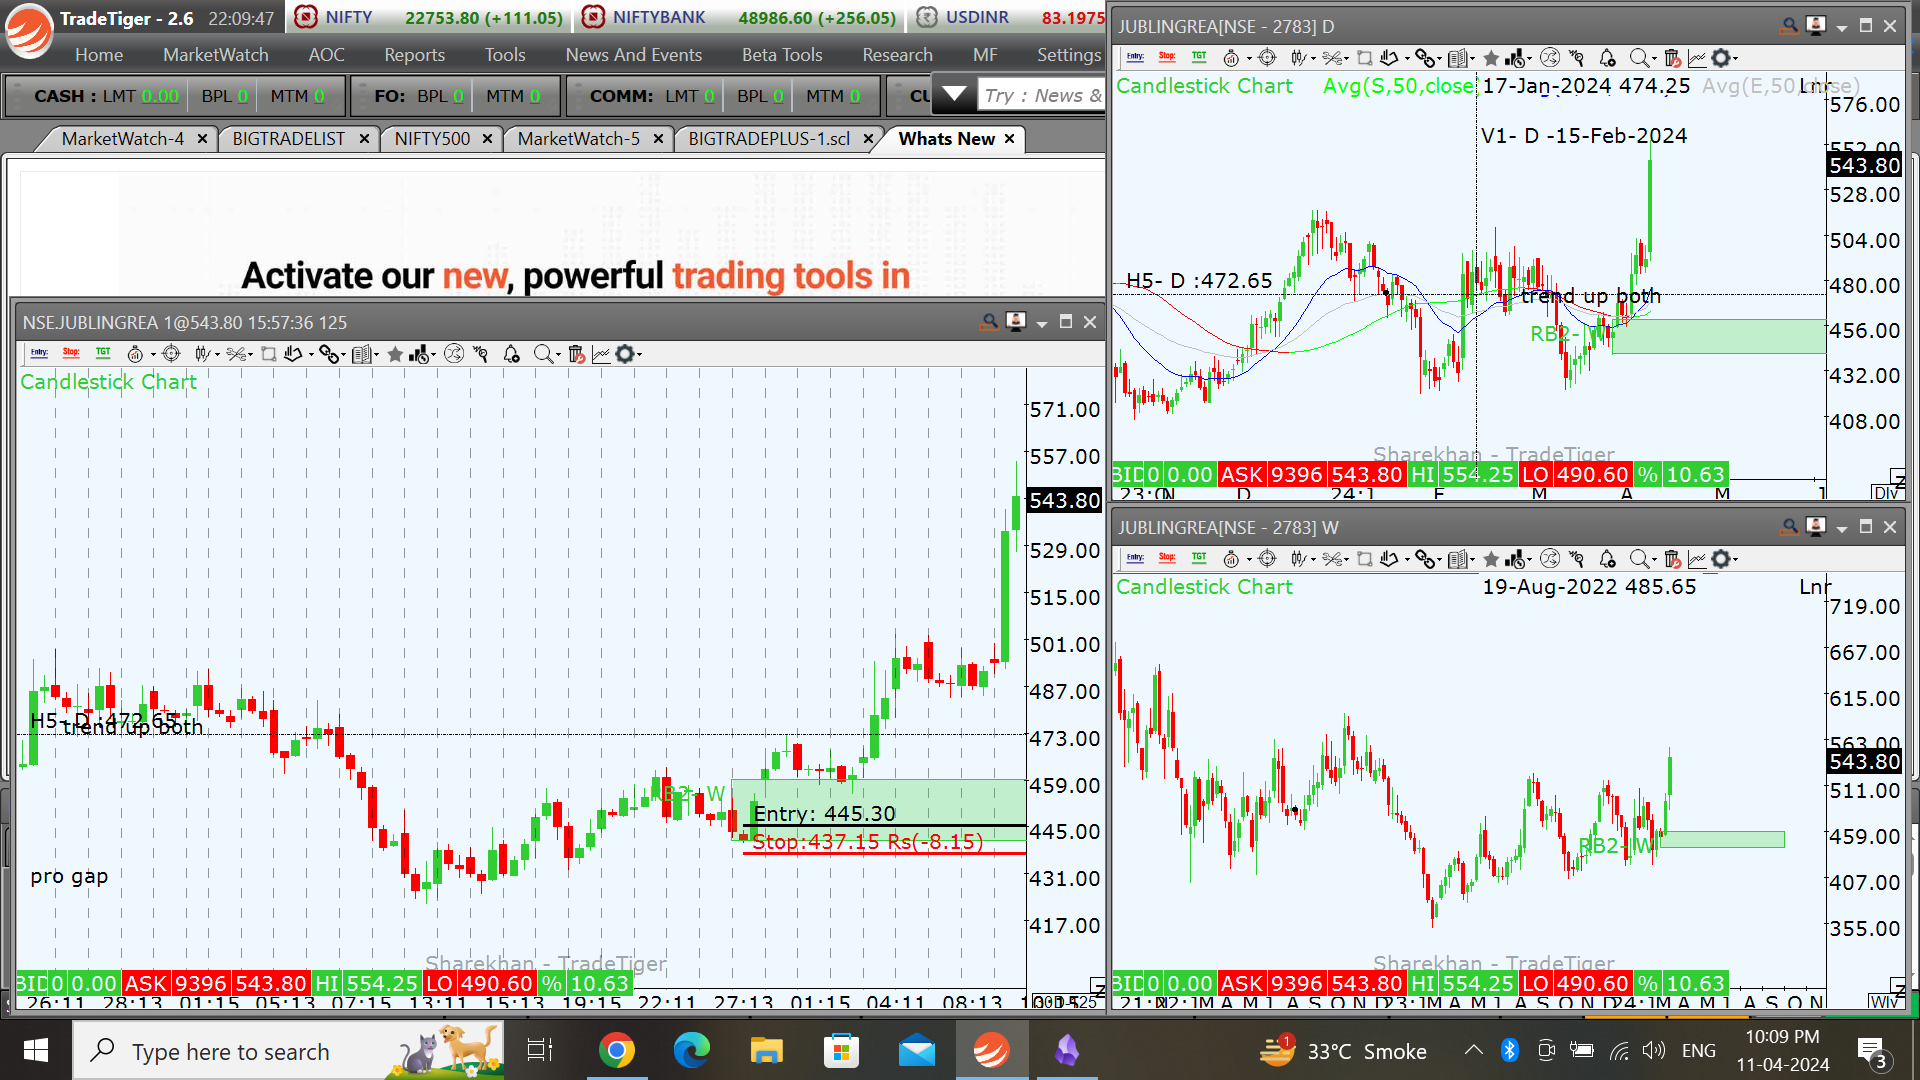 TradeTiger - 2.6 22:09:47
NIFTY 22753.80 (+111.05)
NIFTYBANK 48986.60 (+256.05)
USDINR 83.1975
Home MarketWatch AOC Reports Tools News And Events Beta Tools Research MF Settings
CASH : LMT 0.00 BPL 0 MTM 0
FO: BPL 0 MTM 0
COMM: LMT 0 BPL 0 MTM 0
Try : News &
MarketWatch-4 BIGTRADELIST NIFTY500 MarketWatch-5 BIGTRADEPLUS-1.scl Whats New
Activate our new, powerful trading tools in
NSE.JUBLINGREA 1@543.80 15:57:36 125
Entry: Stop: TGT
Candlestick Chart
571.00
557.00
543.80
529.00
515.00
501.00
487.00
473.00
459.00
445.00
431.00
417.00
H5- D :472.65
trend up both
RB2- W
Entry: 445.30
Stop:437.15 Rs(-8.15)
pro gap
Sharekhan - TradeTiger
BID 0 0.00 ASK 9396 543.80 HI 554.25 LO 490.60 % 10.63
26:11 28:13 01:15 05:13 07:15 11:13 15:13 19:15 22:11 27:13 01:15 04:11 08:13
JUBLINGREA[NSE - 2783] D
Entry: Stop: TGT
Candlestick Chart Avg(S,50,close) 17-Jan-2024 474.25 Avg(E,50,close) Lnr
V1- D -15-Feb-2024
576.00
552.00
543.80
528.00
504.00
480.00
456.00
432.00
408.00
H5- D :472.65
trend up both
RB2- W
Sharekhan - TradeTiger
BID 0 0.00 ASK 9396 543.80 HI 554.25 LO 490.60 % 10.63
D 24:1 F M A M
JUBLINGREA[NSE - 2783] W
Entry: Stop: TGT
Candlestick Chart 19-Aug-2022 485.65 Lnr
719.00
667.00
615.00
563.00
543.80
511.00
459.00
407.00
355.00
RB2- W
Sharekhan - TradeTiger
BID 0 0.00 ASK 9396 543.80 HI 554.25 LO 490.60 % 10.63
Type here to search
1
33°C Smoke
ENG
10:09 PM
11-04-2024
3